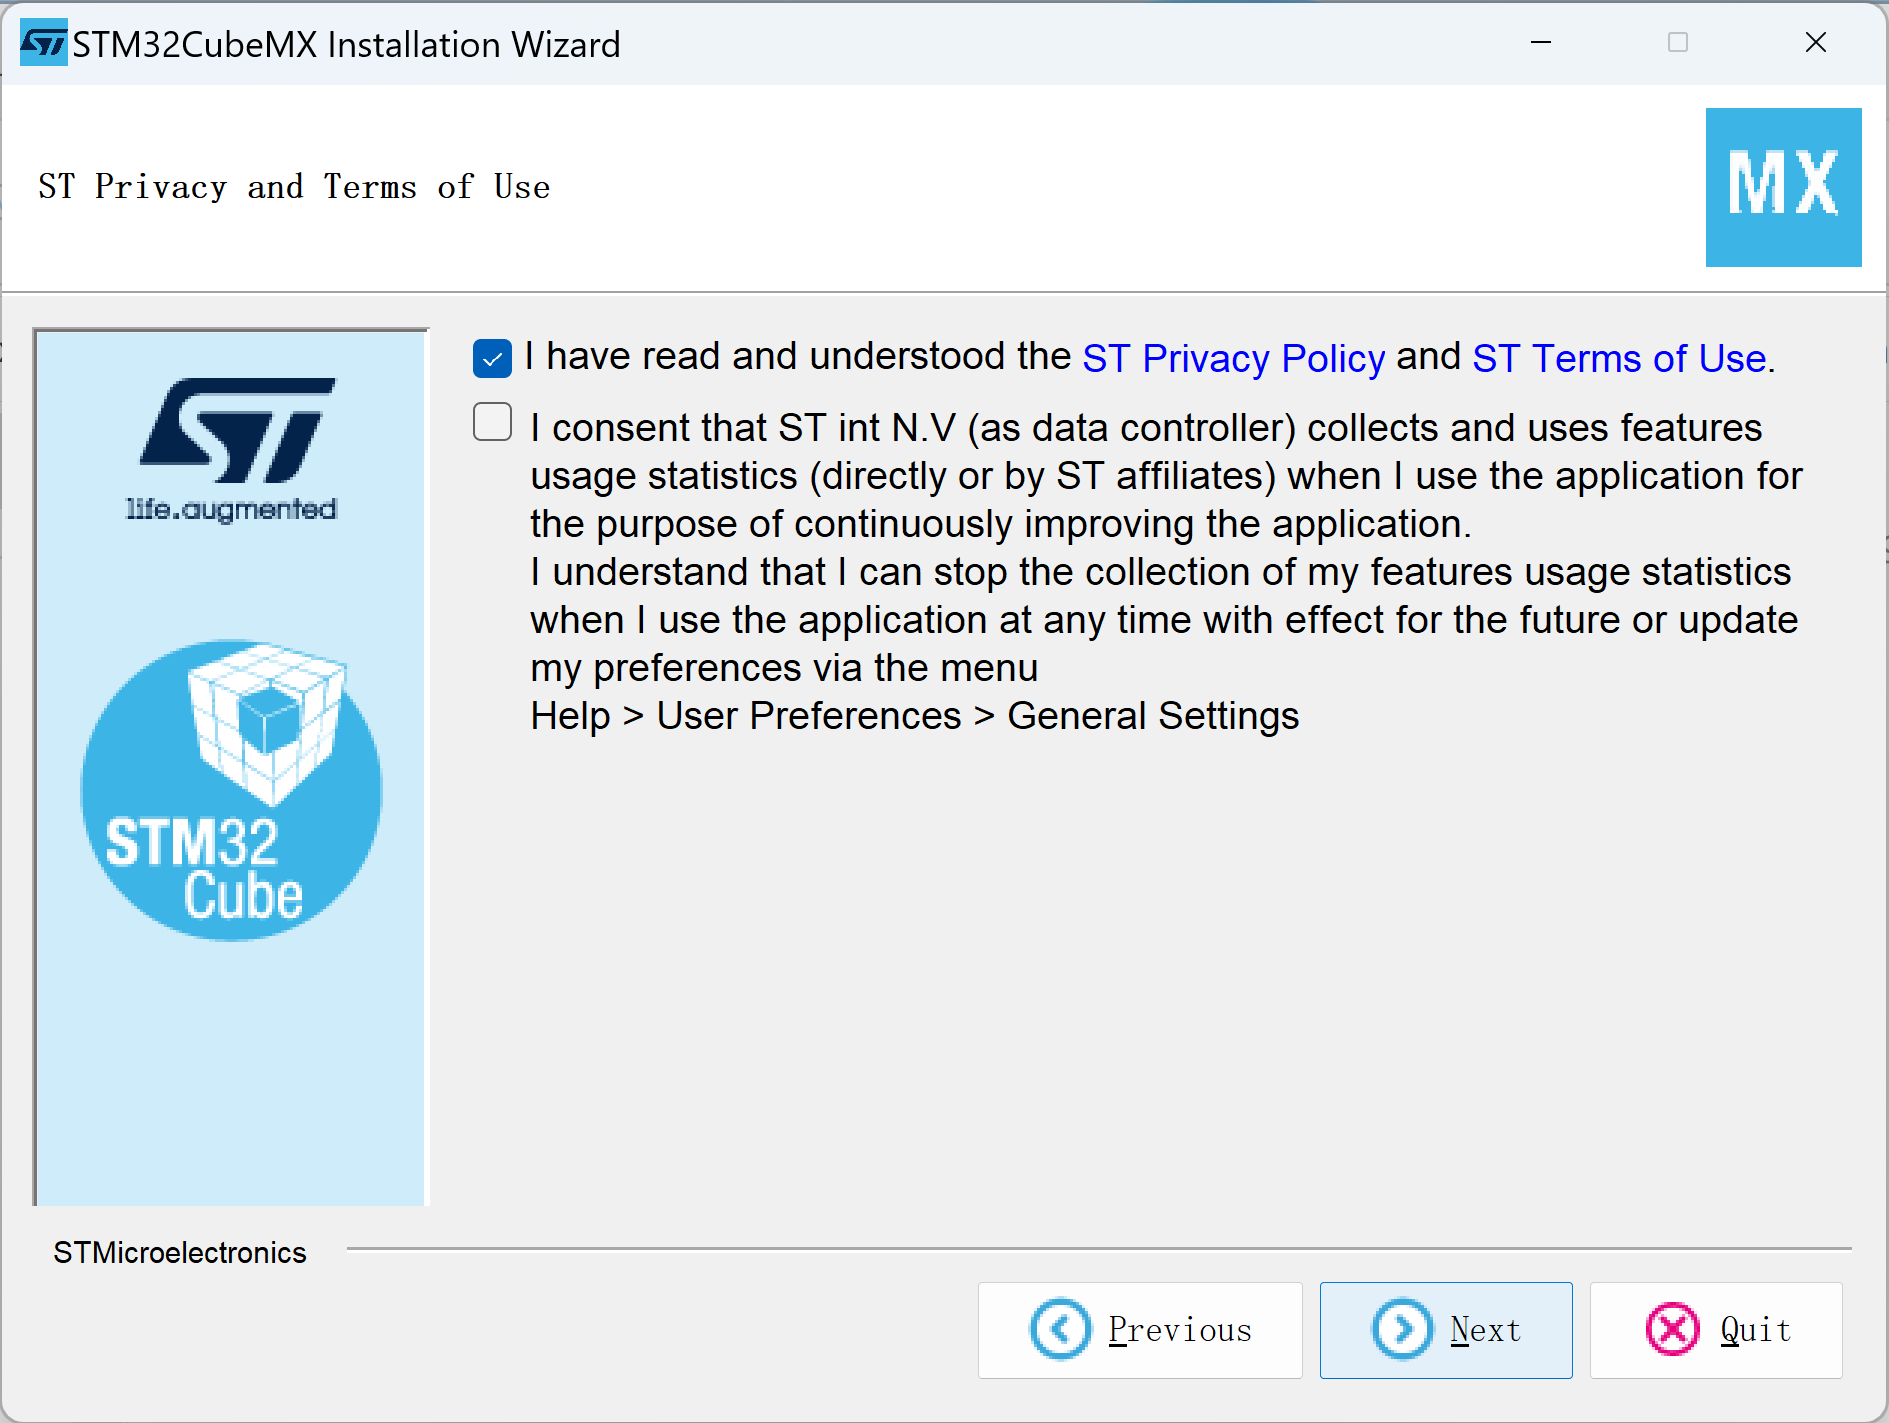 STM32CubeMX Installation Wizard
ST Privacy and Terms of Use
MX
ST
life.augmented
STM32
Cube
I have read and understood the ST Privacy Policy and ST Terms of Use.
I consent that ST int N.V (as data controller) collects and uses features
usage statistics (directly or by ST affiliates) when I use the application for
the purpose of continuously improving the application.
I understand that I can stop the collection of my features usage statistics
when I use the application at any time with effect for the future or update
my preferences via the menu
Help > User Preferences > General Settings
STMicroelectronics
Previous
Next
Quit